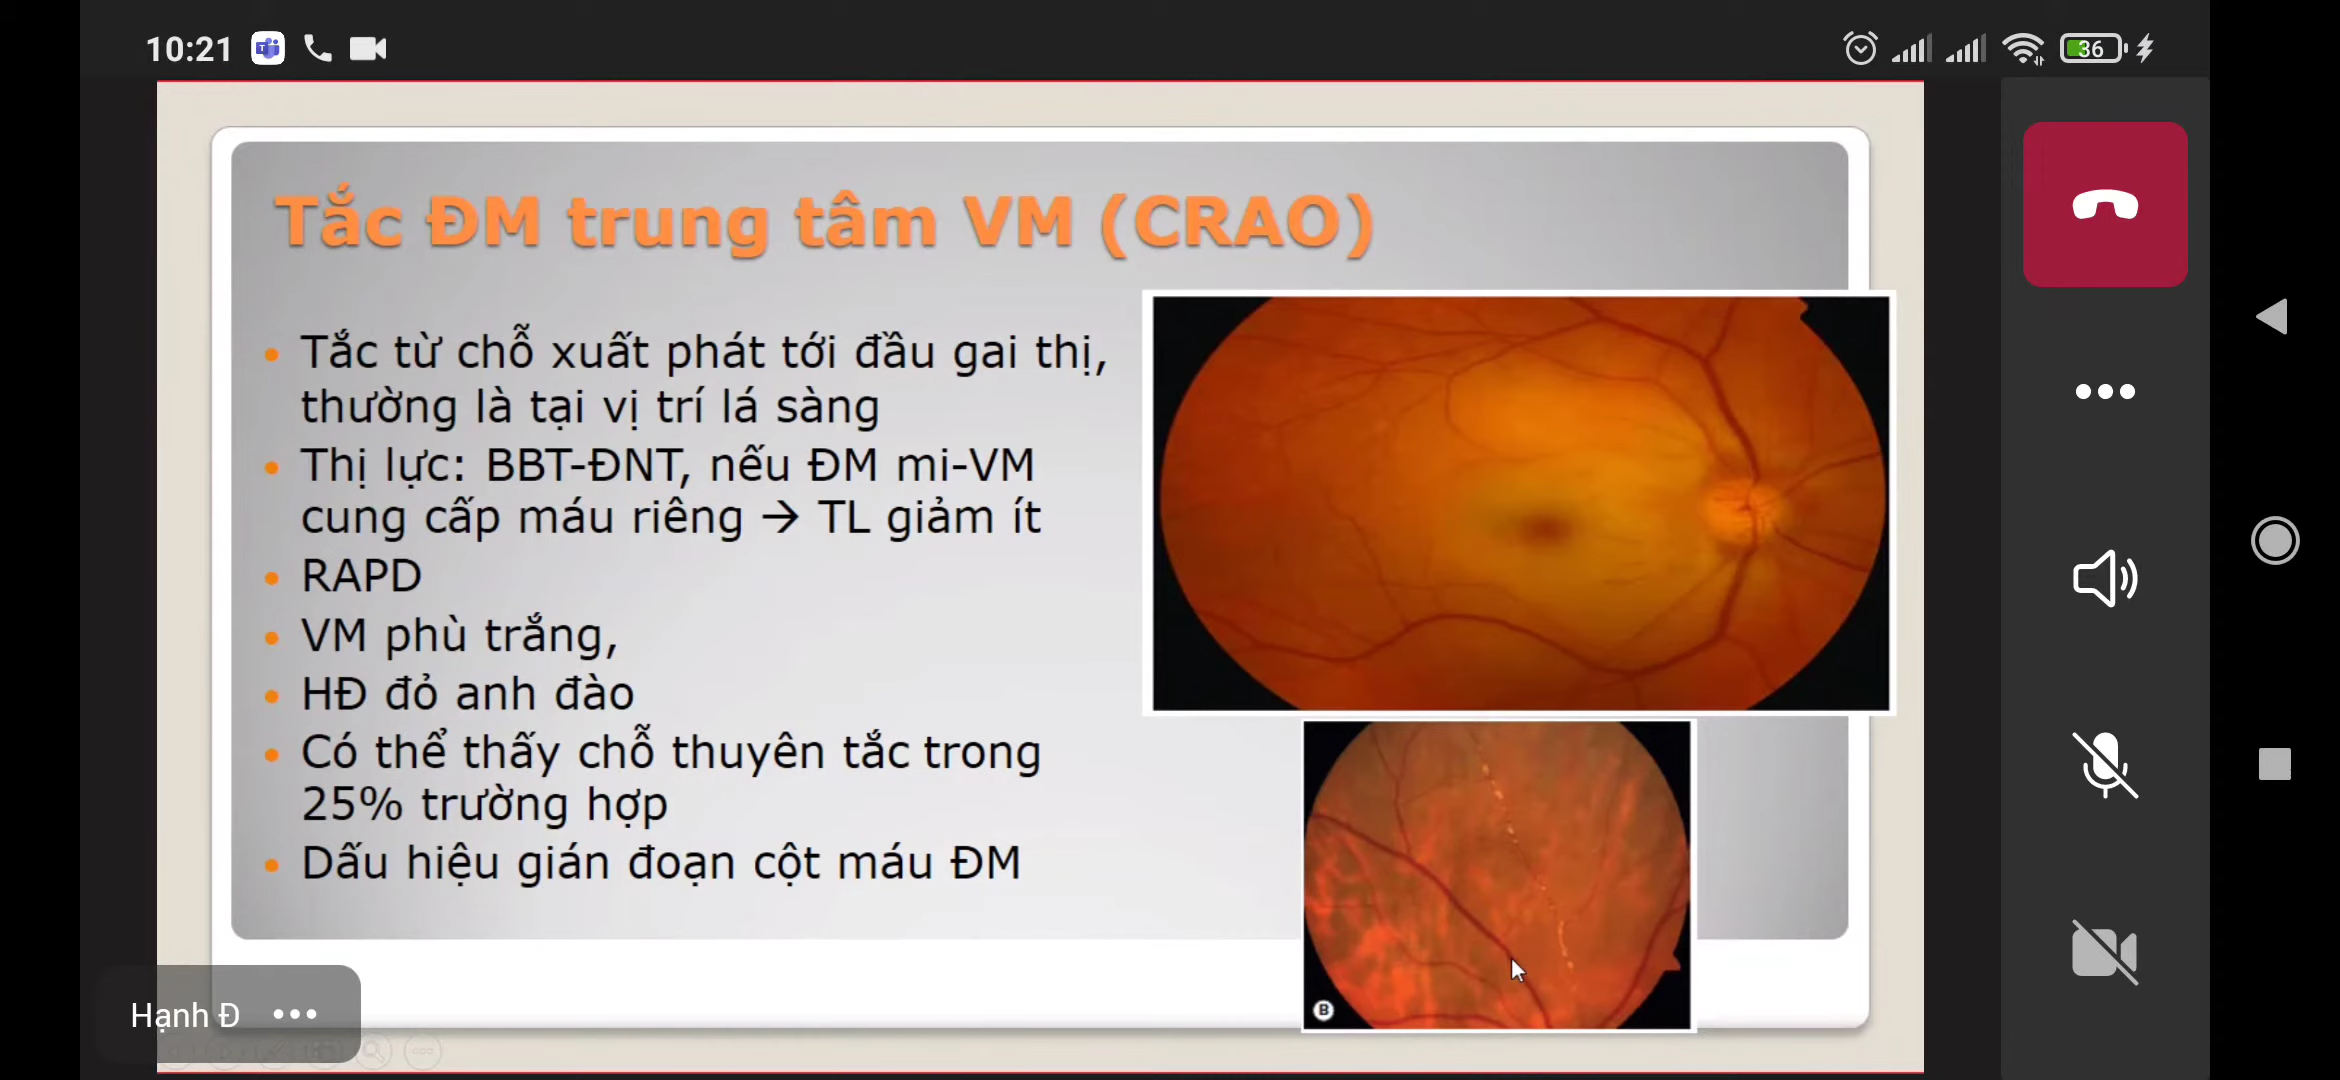 10:21
36
Tắc ĐM trung tâm VM (CRAO)
Tắc từ chỗ xuất phát tới đầu gai thị,
thường là tại vị trí lá sàng
Thị lực: BBT-ĐNT, nếu ĐM mi-VM
cung cấp máu riêng → TL giảm ít
RAPD
VM phù trắng,
HĐ đỏ anh đào
Có thể thấy chỗ thuyên tắc trong
25% trường hợp
Dấu hiệu gián đoạn cột máu ĐM
B
Hạnh Đ